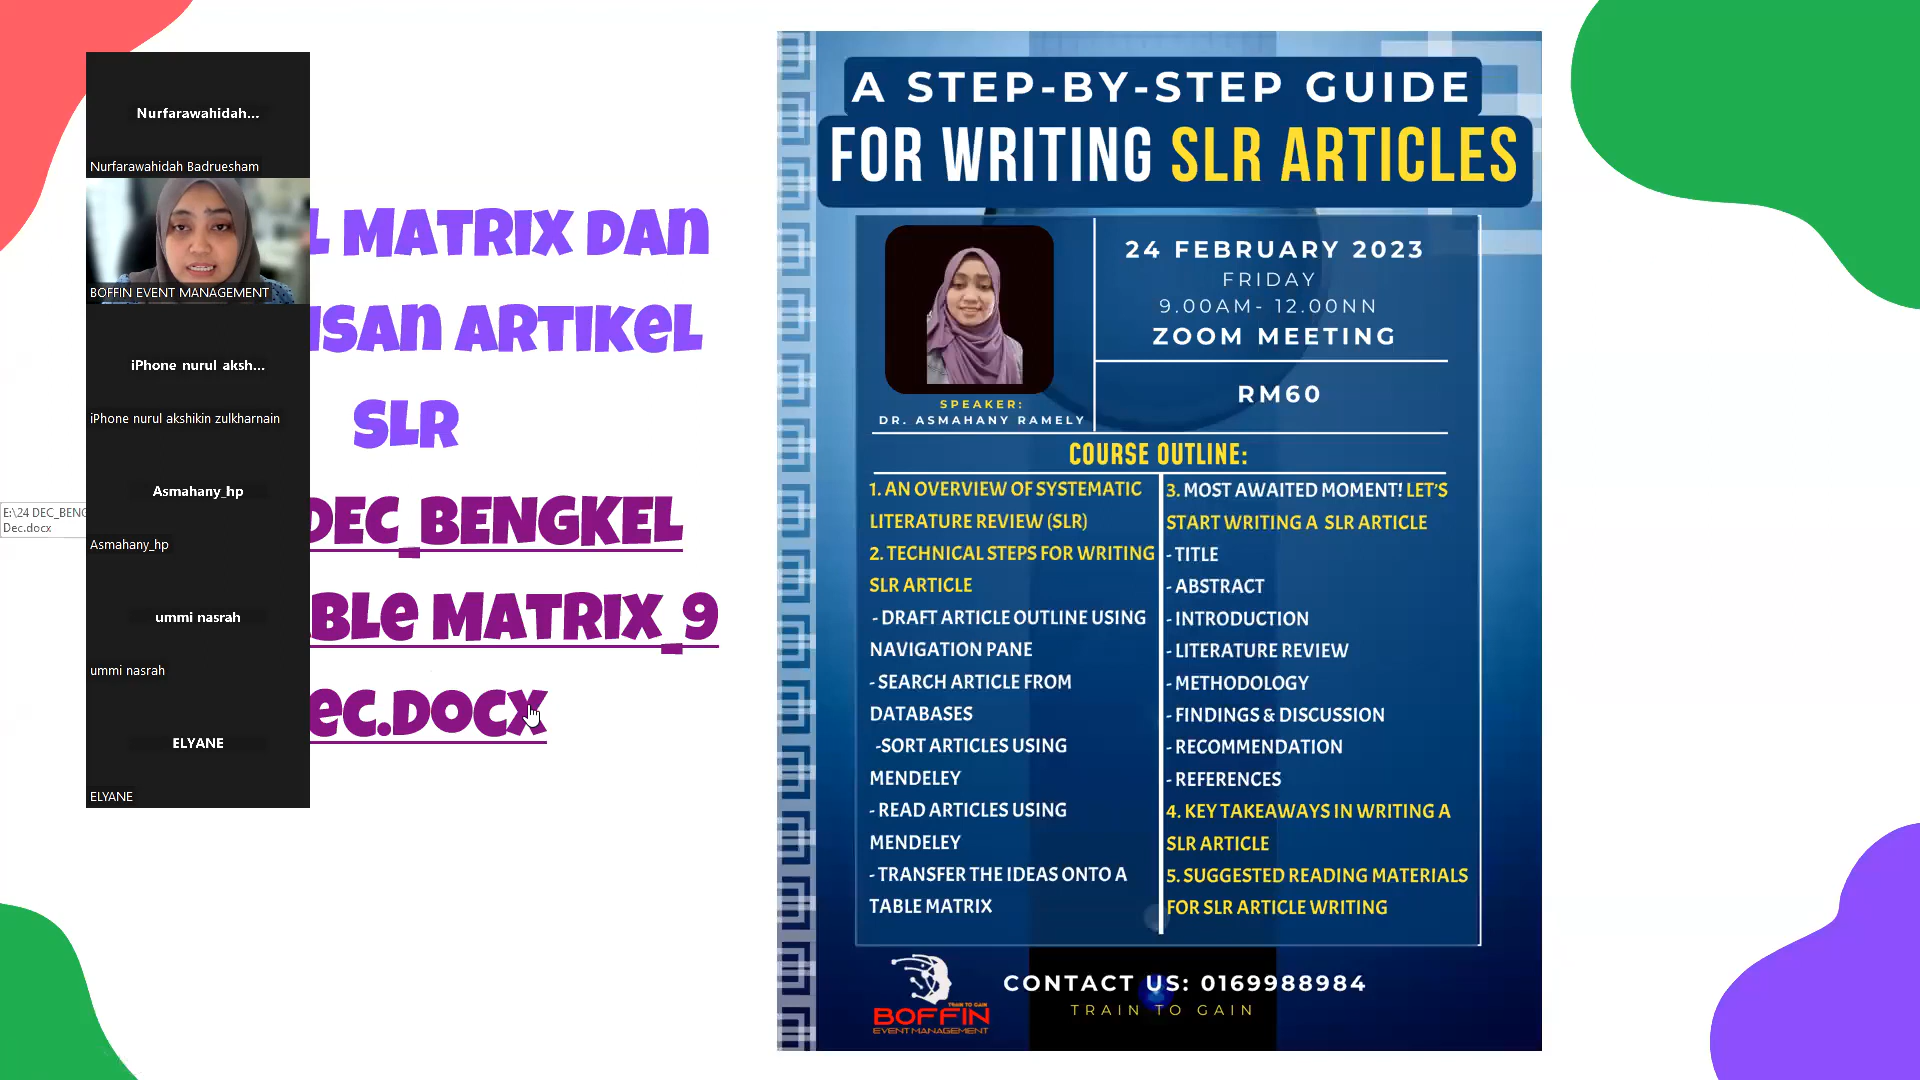 Nurfarawahidah...
Nurfarawahidah Badruesham
BOFFIN EVENT MANAGEMENT
iPhone nurul aksh...
iPhone nurul akshikin zulkharnain
Asmahany_hp
Asmahany_hp
ummi nasrah
ummi nasrah
ELYANE
ELYANE
E:\24 DEC_BENG
Dec.docx
L MATRIX DAN
ISAN ARTIKEL
SLR
DEC_BENGKEL
BLE MATRIX_9
EC.DOCX
A STEP-BY-STEP GUIDE
FOR WRITING SLR ARTICLES
SPEAKER:
DR. ASMAHANY RAMELY
24 FEBRUARY 2023
FRIDAY
9.00AM- 12.00NN
ZOOM MEETING
RM60
COURSE OUTLINE:
1. AN OVERVIEW OF SYSTEMATIC
LITERATURE REVIEW (SLR)
2. TECHNICAL STEPS FOR WRITING
SLR ARTICLE
- DRAFT ARTICLE OUTLINE USING
NAVIGATION PANE
- SEARCH ARTICLE FROM
DATABASES
-SORT ARTICLES USING
MENDELEY
- READ ARTICLES USING
MENDELEY
- TRANSFER THE IDEAS ONTO A
TABLE MATRIX
3. MOST AWAITED MOMENT! LET'S
START WRITING A SLR ARTICLE
- TITLE
- ABSTRACT
- INTRODUCTION
- LITERATURE REVIEW
- METHODOLOGY
- FINDINGS & DISCUSSION
- RECOMMENDATION
- REFERENCES
4. KEY TAKEAWAYS IN WRITING A
SLR ARTICLE
5. SUGGESTED READING MATERIALS
FOR SLR ARTICLE WRITING
TRAIN TO GAIN
BOFFIN
EVENT MANAGEMENT
CONTACT US: 0169988984
TRAIN TO GAIN